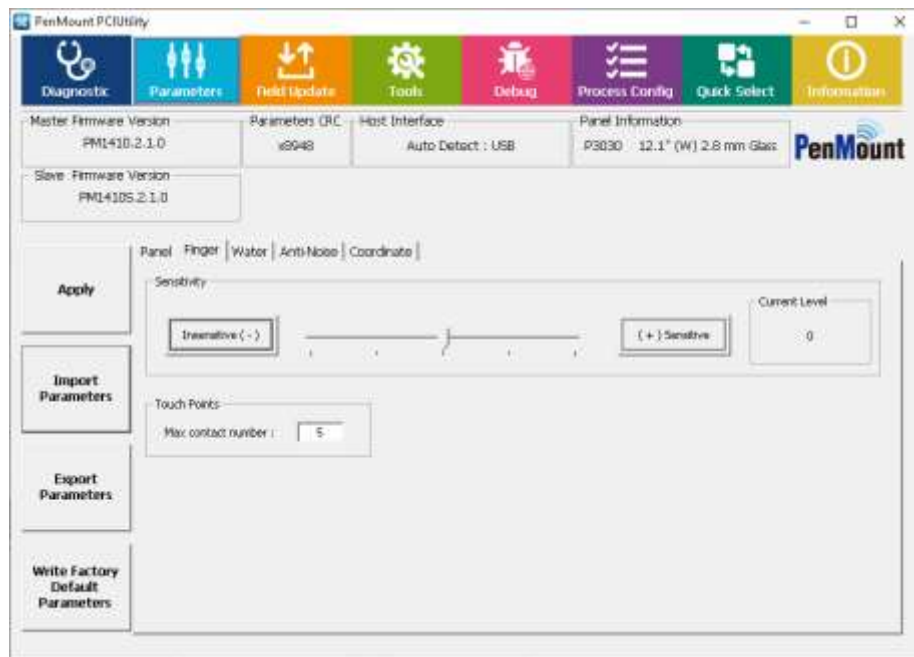 PenMount PCIUtility
Diagnostic
Parameters
Field Update
Tools
Debug
Process Config
Quick Select
Information
Master Firmware Version
PM1410.2.1.0
Parameters CRC
x8948
Host Interface
Auto Detect : USB
Panel Information
P3030 12.1" (W) 2.8 mm Glass
PenMount
Slave Firmware Version
PM1410S.2.1.0
Panel
Finger
Water
Anti-Noise
Coordinate
Apply
Import
Parameters
Export
Parameters
Write Factory
Default
Parameters
Sensitivity
Insensitive ( - )
( + ) Sensitive
Current Level
0
Touch Points
Max contact number :
5